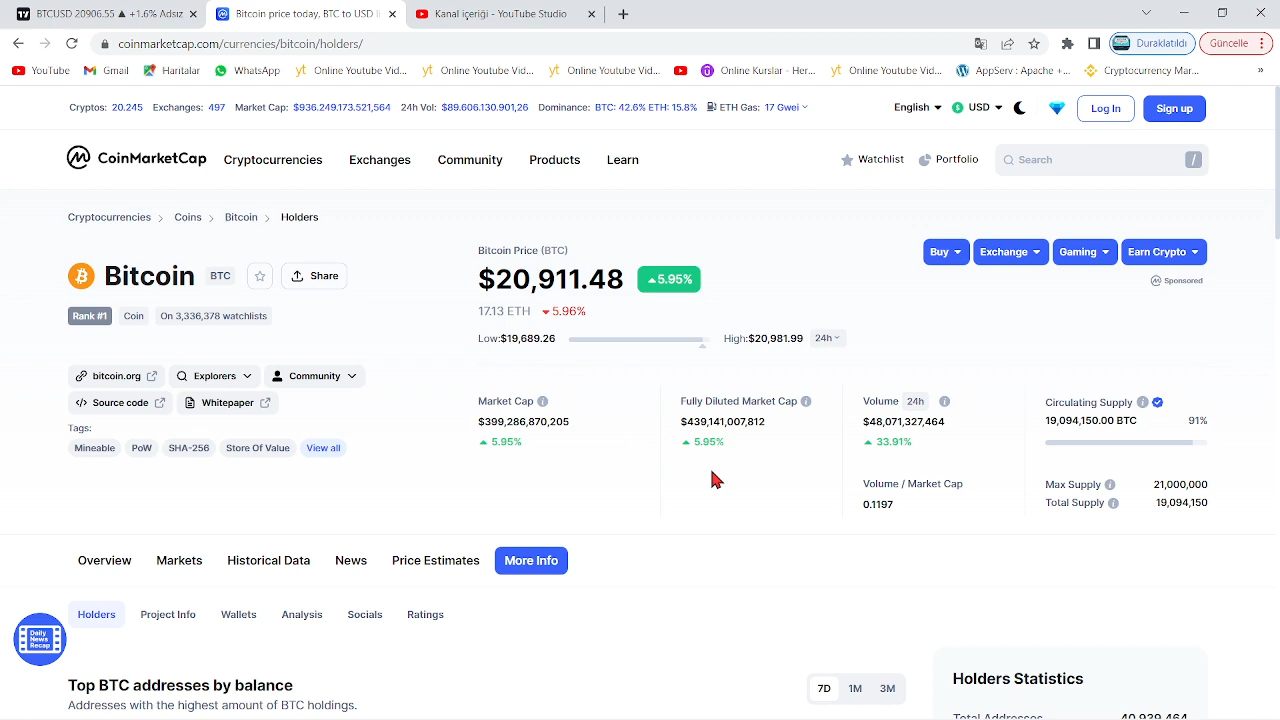 BTCUSD 20906.55 ▲ +1.6% Adsız
Bitcoin price today, BTC to USD li
Kanal içeriği - YouTube Studio
coinmarketcap.com/currencies/bitcoin/holders/
Duraklatıldı
Güncelle
YouTube
Gmail
Haritalar
WhatsApp
Online Youtube Vid...
Online Youtube Vid...
Online Youtube Vid...
Online Kurslar - Her...
Online Youtube Vid...
AppServ : Apache +...
Cryptocurrency Mar...
»
Cryptos: 20.245 Exchanges: 497 Market Cap: $936.249.173.521,564 24h Vol: $89.606.130.901,26 Dominance: BTC: 42.6% ETH: 15.8% ETH Gas: 17 Gwei
English
USD
Log In
Sign up
CoinMarketCap
Cryptocurrencies
Exchanges
Community
Products
Learn
Watchlist
Portfolio
Search
/
Cryptocurrencies > Coins > Bitcoin > Holders
Bitcoin BTC
Share
Rank #1
Coin
On 3,336,378 watchlists
bitcoin.org
Explorers
Community
Source code
Whitepaper
Tags:
Mineable
PoW
SHA-256
Store Of Value
View all
Bitcoin Price (BTC)
$20,911.48 5.95%
17.13 ETH 5.96%
Low:$19,689.26
High:$20,981.99
24h
Buy
Exchange
Gaming
Earn Crypto
Sponsored
Market Cap
$399,286,870,205
5.95%
Fully Diluted Market Cap
$439,141,007,812
5.95%
Volume 24h
$48,071,327,464
33.91%
Volume / Market Cap
0.1197
Circulating Supply
19,094,150.00 BTC 91%
Max Supply 21,000,000
Total Supply 19,094,150
Overview
Markets
Historical Data
News
Price Estimates
More Info
Holders
Project Info
Wallets
Analysis
Socials
Ratings
Daily
News
Recap
Top BTC addresses by balance
Addresses with the highest amount of BTC holdings.
7D
1M
3M
Holders Statistics
Total Addresses 40,939,464